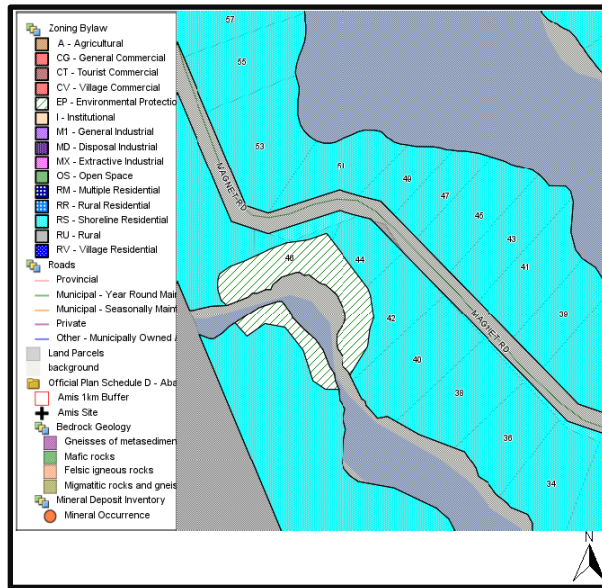 Zoning Bylaw
A - Agricultural
CG - General Commercial
CT - Tourist Commercial
CV - Village Commercial
EP - Environmental Protectio
I - Institutional
M1 - General Industrial
MD - Disposal Industrial
MX - Extractive Industrial
OS - Open Space
RM - Multiple Residential
RR - Rural Residential
RS - Shoreline Residential
RU - Rural
RV - Village Residential
Roads
Provincial
Municipal - Year Round Main
Municipal - Seasonally Maint
Private
Other - Municipally Owned A
Land Parcels
background
Official Plan Schedule D - Aba
Amis 1km Buffer
Amis Site
Bedrock Geology
Gneisses of metasedimen
Mafic rocks
Felsic igneous rocks
Migmatitic rocks and gneis
Mineral Deposit Inventory
Mineral Occurrence
57
55
53
51
49
47
45
43
41
39
MAGNET RD
46
44
42
40
38
36
34
MAGNET RD
N